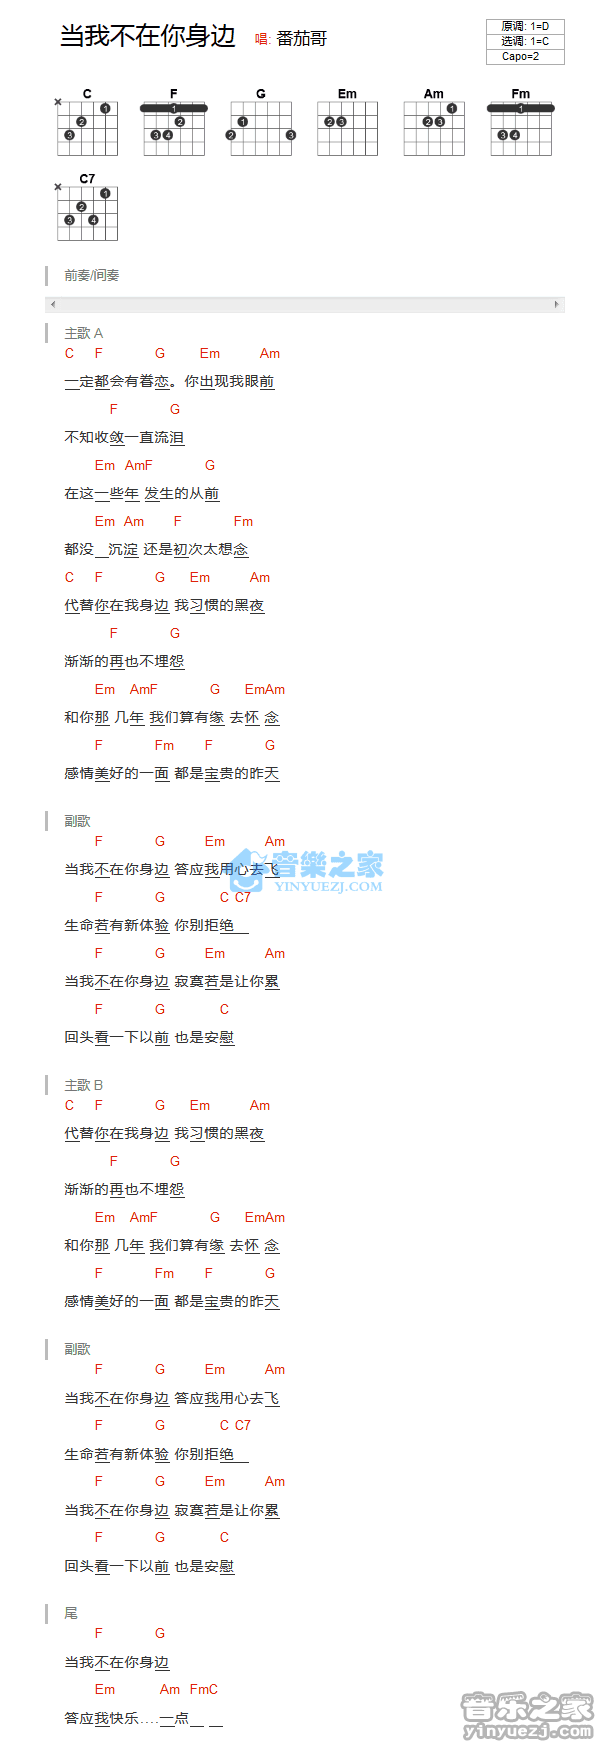 当我不在你身边 唱: 番茄哥
原调: 1=D
选调: 1=C
Capo=2
C F G Em Am Fm
C7
前奏/间奏
主歌 A
C F G Em Am
一定都会有眷恋。你出现我眼前
F G
不知收敛一直流泪
Em AmF G
在这一些年 发生的从前
Em Am F Fm
都没 沉淀 还是初次太想念
C F G Em Am
代替你在我身边 我习惯的黑夜
F G
渐渐的再也不埋怨
Em AmF G EmAm
和你那 几年 我们算有缘 去怀 念
F Fm F G
感情美好的一面 都是宝贵的昨天
副歌
F G Em Am
当我不在你身边 答应我用心去飞
F G C C7
生命若有新体验 你别拒绝
F G Em Am
当我不在你身边 寂寞若是让你累
F G C
回头看一下以前 也是安慰
主歌 B
C F G Em Am
代替你在我身边 我习惯的黑夜
F G
渐渐的再也不埋怨
Em AmF G EmAm
和你那 几年 我们算有缘 去怀 念
F Fm F G
感情美好的一面 都是宝贵的昨天
副歌
F G Em Am
当我不在你身边 答应我用心去飞
F G C C7
生命若有新体验 你别拒绝
F G Em Am
当我不在你身边 寂寞若是让你累
F G C
回头看一下以前 也是安慰
尾
F G
当我不在你身边
Em Am FmC
答应我快乐....一点
音樂之家
YINYUEZJ.COM
音乐之家
yinyuezj.com